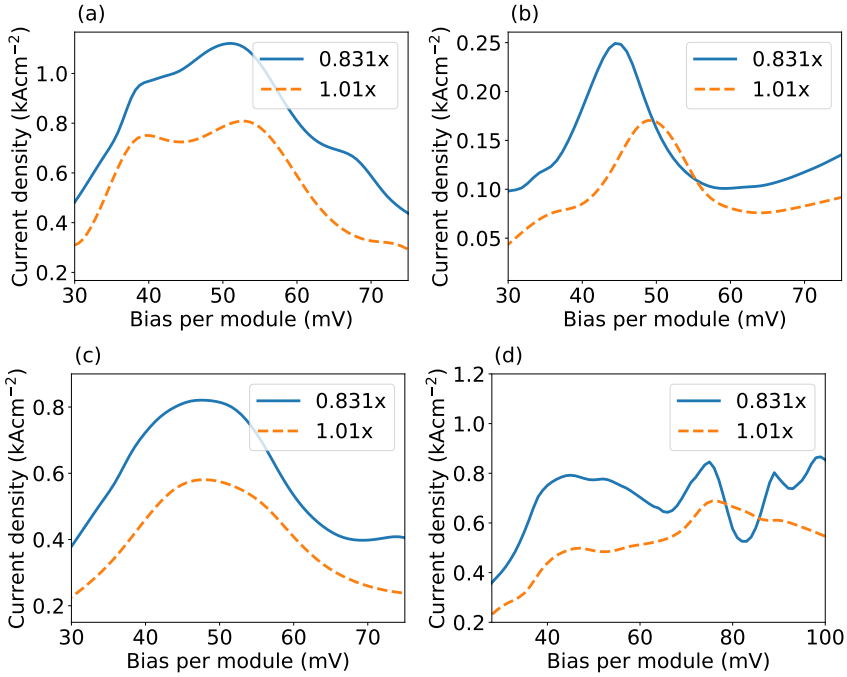 (a)
Current density (kAcm−2)
1.0
0.8
0.6
0.4
0.2
0.831x
1.01x
30 40 50 60 70
Bias per module (mV)
(b)
Current density (kAcm−2)
0.25
0.20
0.15
0.10
0.05
0.831x
1.01x
30 40 50 60 70
Bias per module (mV)
(c)
Current density (kAcm−2)
0.8
0.6
0.4
0.2
0.831x
1.01x
30 40 50 60 70
Bias per module (mV)
(d)
Current density (kAcm−2)
1.2
1.0
0.8
0.6
0.4
0.2
0.831x
1.01x
40 60 80 100
Bias per module (mV)